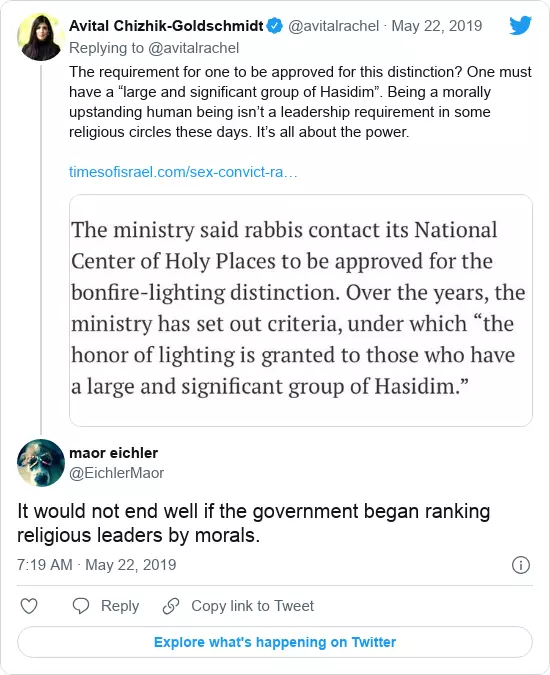 Avital Chizhik-Goldschmidt @avitalrachel · May 22, 2019
Replying to @avitalrachel
The requirement for one to be approved for this distinction? One must
have a “large and significant group of Hasidim”. Being a morally
upstanding human being isn’t a leadership requirement in some
religious circles these days. It’s all about the power.
timesofisrael.com/sex-convict-ra…
The ministry said rabbis contact its National
Center of Holy Places to be approved for the
bonfire-lighting distinction. Over the years, the
ministry has set out criteria, under which “the
honor of lighting is granted to those who have
a large and significant group of Hasidim.”
maor eichler
@EichlerMaor
It would not end well if the government began ranking
religious leaders by morals.
7:19 AM · May 22, 2019
Reply Copy link to Tweet
Explore what's happening on Twitter